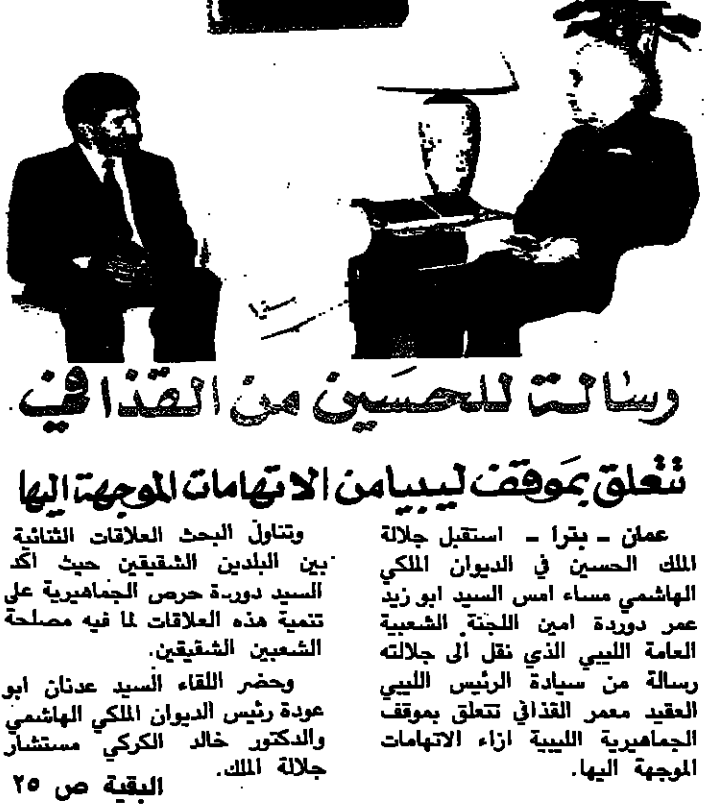 رسالة للحسين من القذافي
تتعلق بموقف ليبيا من الاتهامات الموجهة إليها
عمان ــ بترا ــ استقبل جلالة
الملك الحسين في الديوان الملكي
الهاشمي مساء امس السيد ابو زيد
عمر دوردة امين اللجنة الشعبية
العامة الليبي الذي نقل الى جلالته
رسالة من سيادة الرئيس الليبي
العقيد معمر القذافي تتعلق بموقف
الجماهيرية الليبية ازاء الاتهامات
الموجهة اليها.
وتناول البحث العلاقات الثنائية
بين البلدين الشقيقين حيث اكد
السيد دوردة حرص الجماهيرية على
تنمية هذه العلاقات لما فيه مصلحة
الشعبين الشقيقين.
وحضر اللقاء السيد عدنان ابو
عودة رئيس الديوان الملكي الهاشمي
والدكتور خالد الكركي مستشار
جلالة الملك.
البقية ص ٢٥